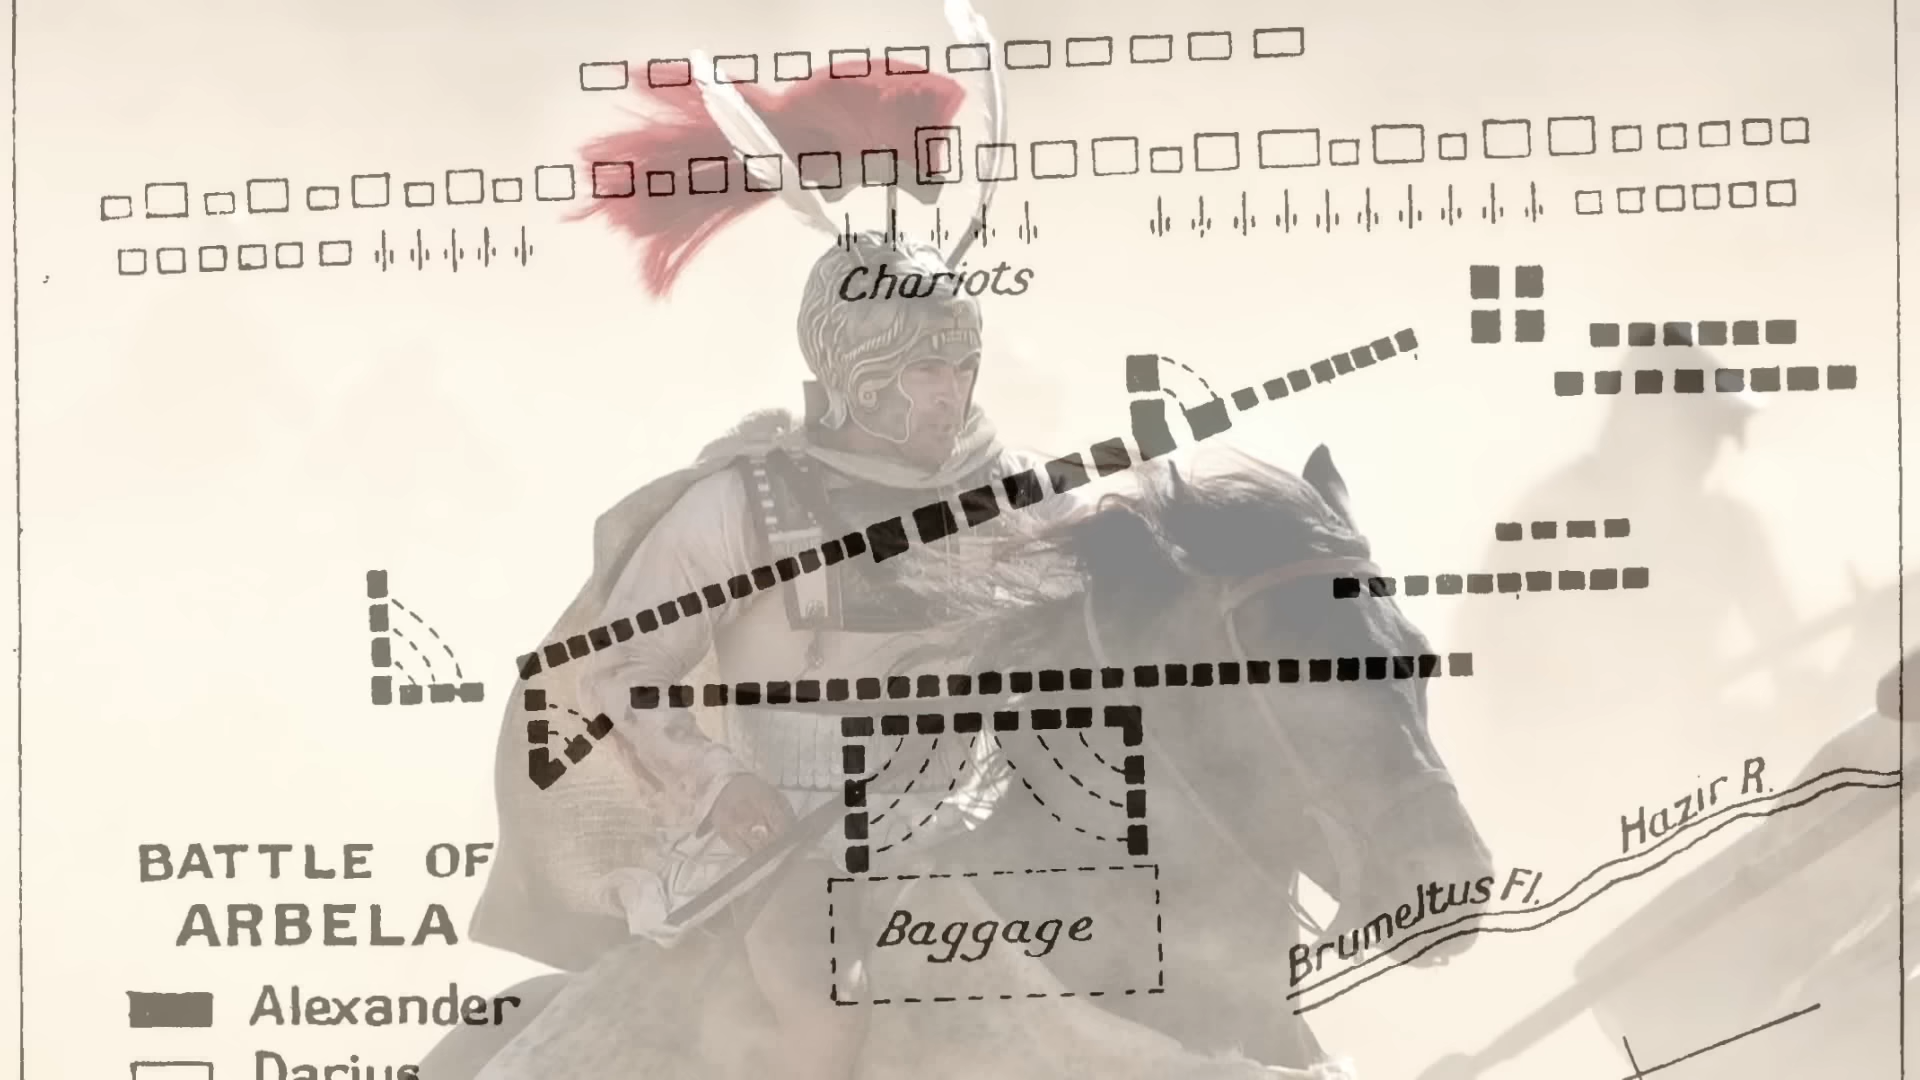 Chariots
Hazir R.
Brumeltus Fl.
BATTLE OF
ARBELA
Baggage
Alexander
Darius